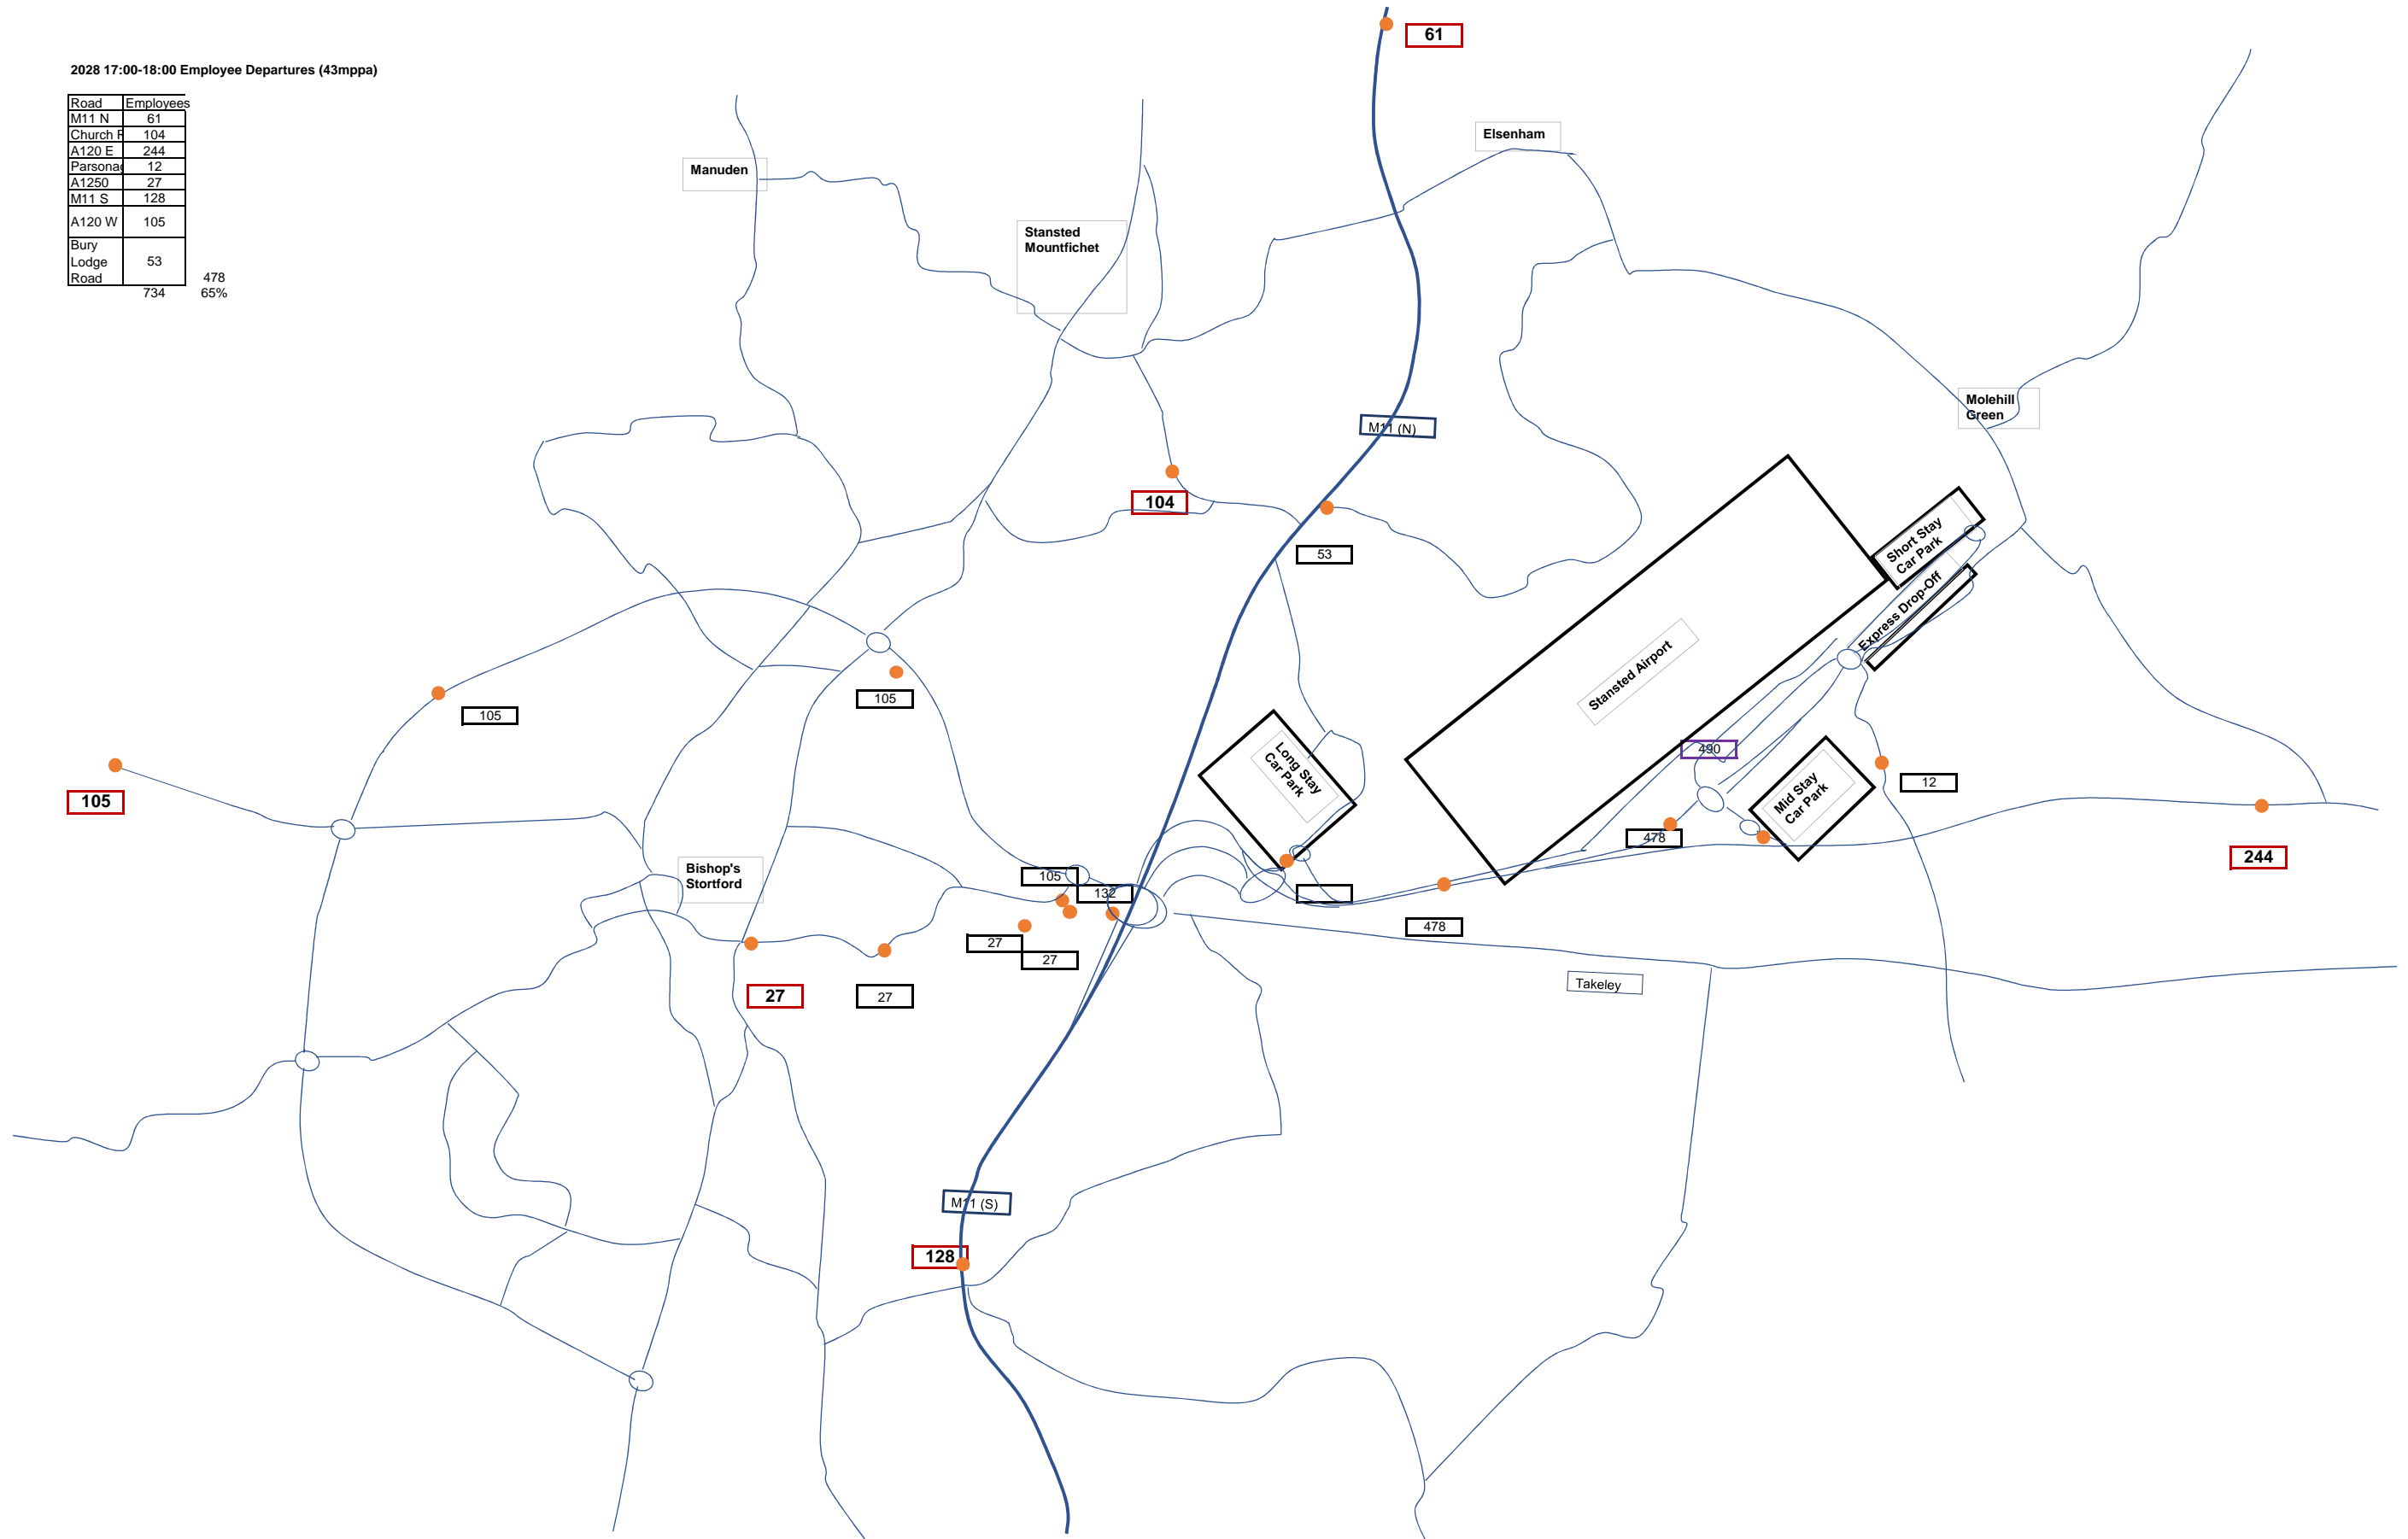 61
2028 17:00-18:00 Employee Departures (43mppa)
Road Employees
M11 N 61
Church R 104
A120 E 244
Parsonag 12
A1250 27
M11 S 128
A120 W 105
Bury
Lodge 53
Road 478
734 65%
Elsenham
Manuden
Stansted
Mountfichet
Molehill
Green
M11 (N)
104
53
Short Stay
Car Park
Express Drop-Off
Stansted Airport
105
105
490
Long Stay
Car Park
Mid Stay
Car Park
12
105
478
244
Bishop's
Stortford
105
132
478
27
27
Takeley
27
27
M11 (S)
128